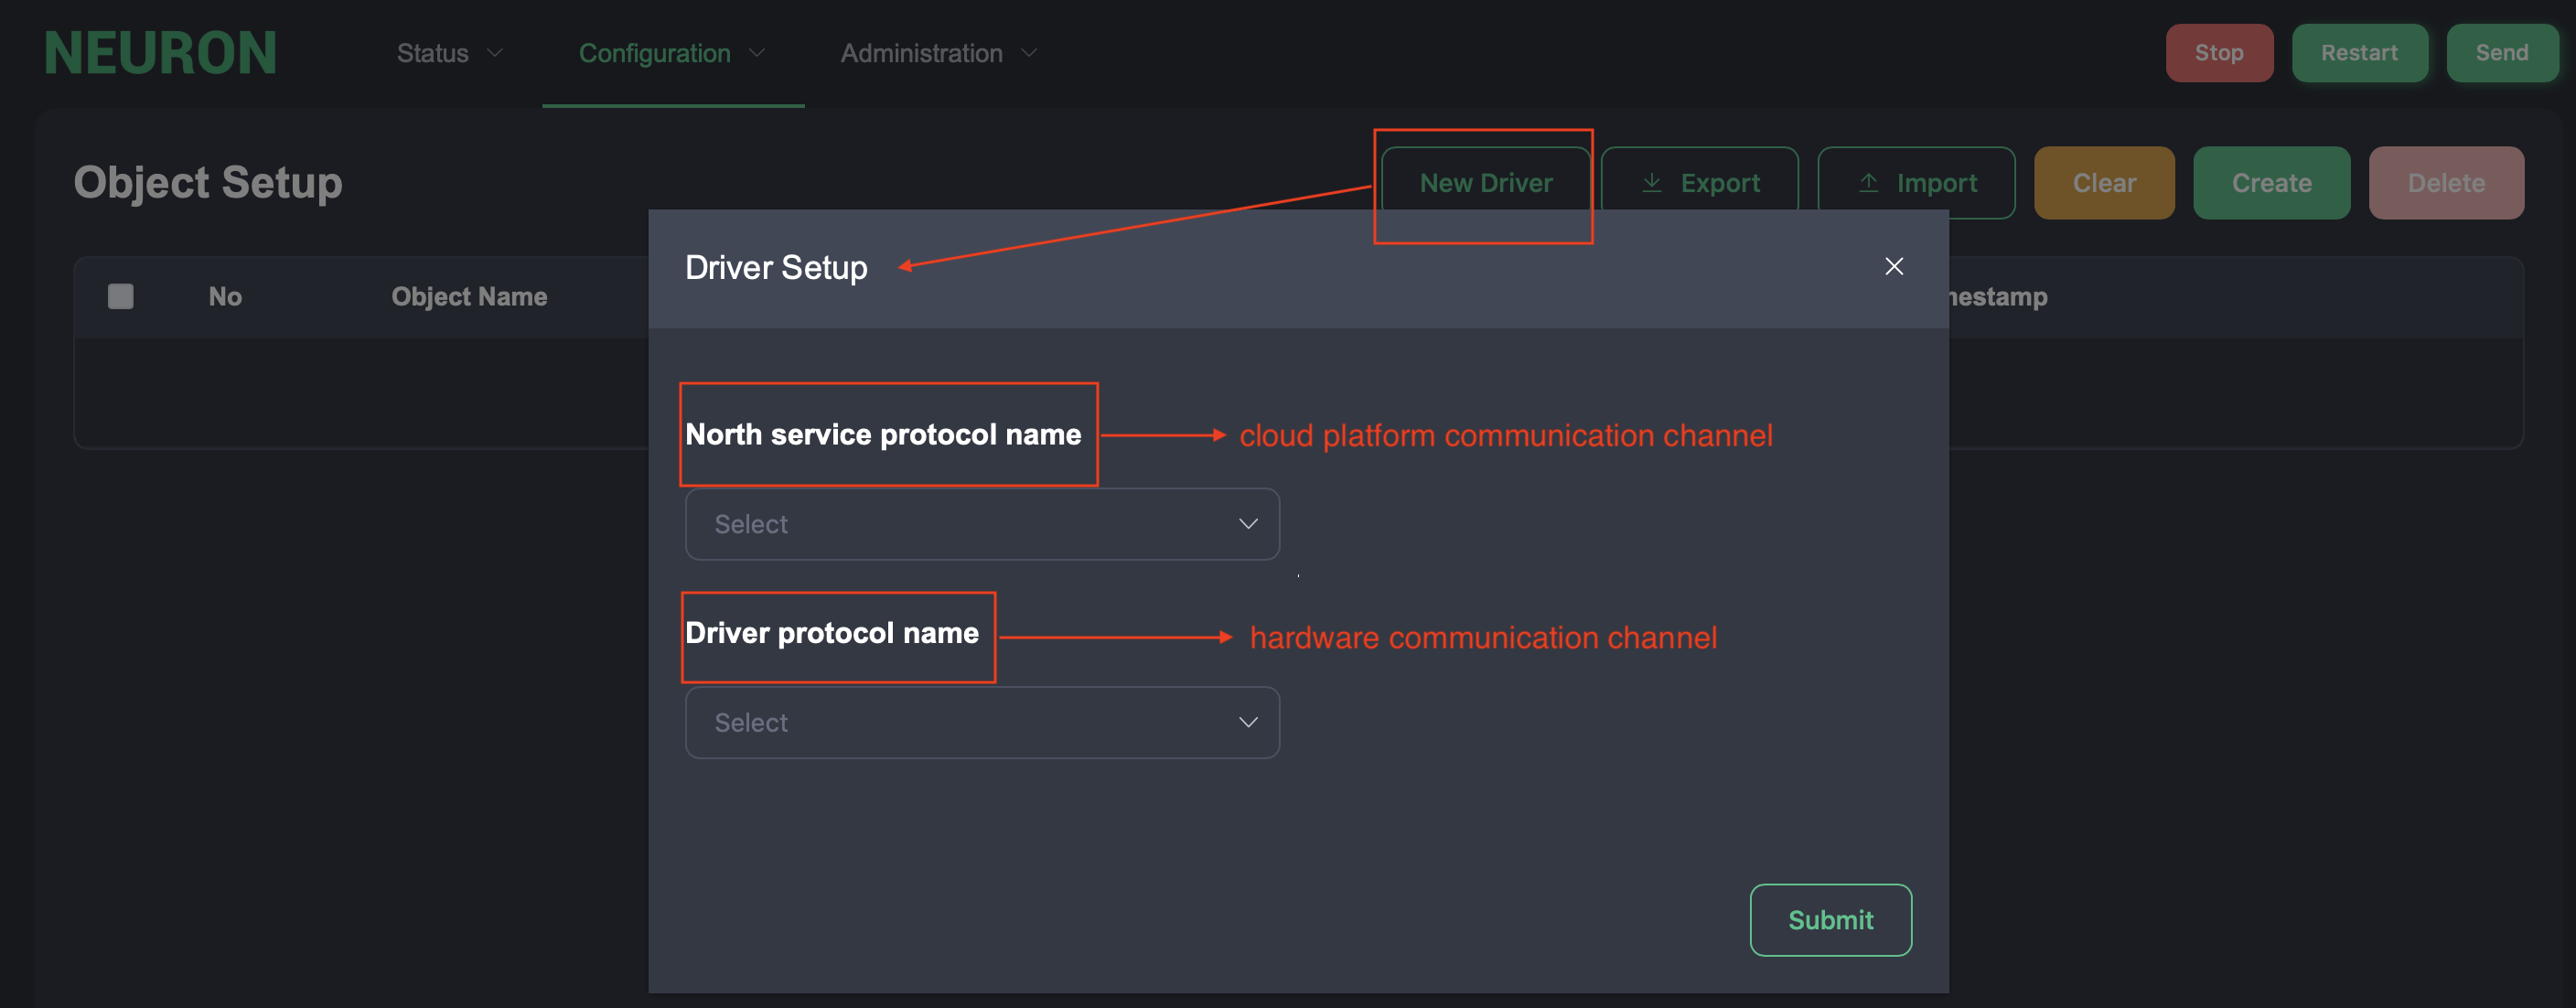 NEURON
Status
Configuration
Administration
Stop
Restart
Send
Object Setup
New Driver
Export
Import
Clear
Create
Delete
Driver Setup
No
Object Name
nestamp
North service protocol name
cloud platform communication channel
Select
Driver protocol name
hardware communication channel
Select
Submit